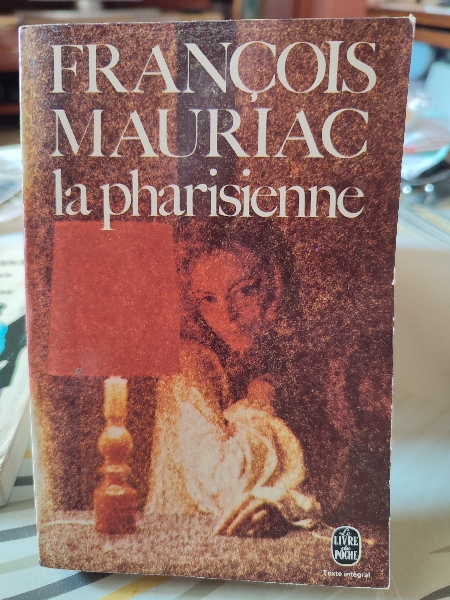 FRANÇOIS
MAURIAC
la pharisienne
Le
LIVRE
de
POCHE
Texte intégral